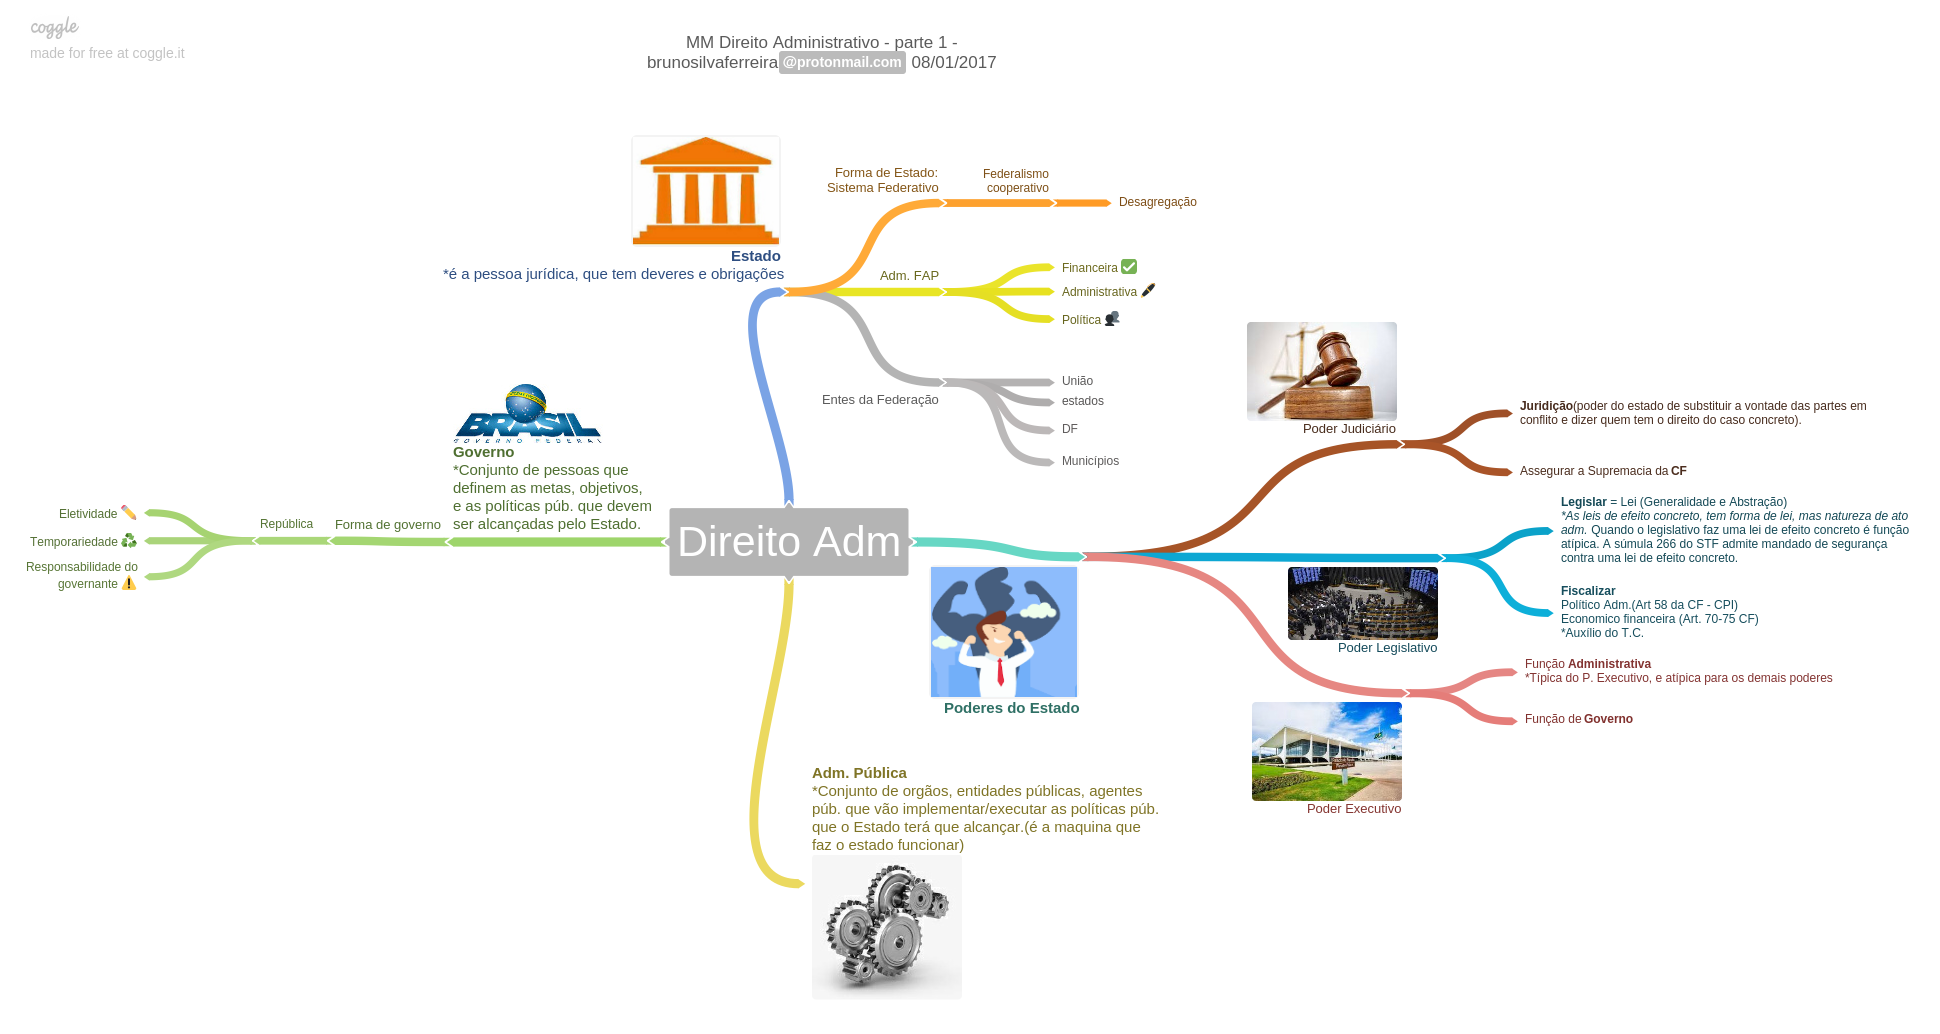 coggle
made for free at coggle.it
MM Direito Administrativo - parte 1 -
brunosilvaferreira @protonmail.com 08/01/2017
Estado
*é a pessoa jurídica, que tem deveres e obrigações
Forma de Estado:
Sistema Federativo
Federalismo
cooperativo
Desagregação
Adm. FAP
Financeira
Administrativa
Política
Entes da Federação
União
estados
DF
Municípios
BRASIL
GOVERNO FEDERAL
Governo
*Conjunto de pessoas que
definem as metas, objetivos,
e as políticas púb. que devem
ser alcançadas pelo Estado.
Forma de governo
República
Eletividade
Temporariedade
Responsabilidade do
governante
Direito Adm
Poderes do Estado
Poder Judiciário
Juridição(poder do estado de substituir a vontade das partes em
conflito e dizer quem tem o direito do caso concreto).
Assegurar a Supremacia da CF
Poder Legislativo
Legislar = Lei (Generalidade e Abstração)
*As leis de efeito concreto, tem forma de lei, mas natureza de ato
adm. Quando o legislativo faz uma lei de efeito concreto é função
atípica. A súmula 266 do STF admite mandado de segurança
contra uma lei de efeito concreto.
Fiscalizar
Político Adm.(Art 58 da CF - CPI)
Economico financeira (Art. 70-75 CF)
*Auxílio do T.C.
Poder Executivo
Função Administrativa
*Típica do P. Executivo, e atípica para os demais poderes
Função de Governo
Adm. Pública
*Conjunto de orgãos, entidades públicas, agentes
púb. que vão implementar/executar as políticas púb.
que o Estado terá que alcançar.(é a maquina que
faz o estado funcionar)